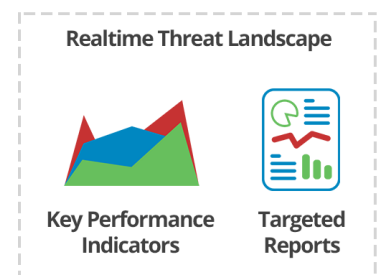 Realtime Threat Landscape
Key Performance
Indicators
Targeted
Reports